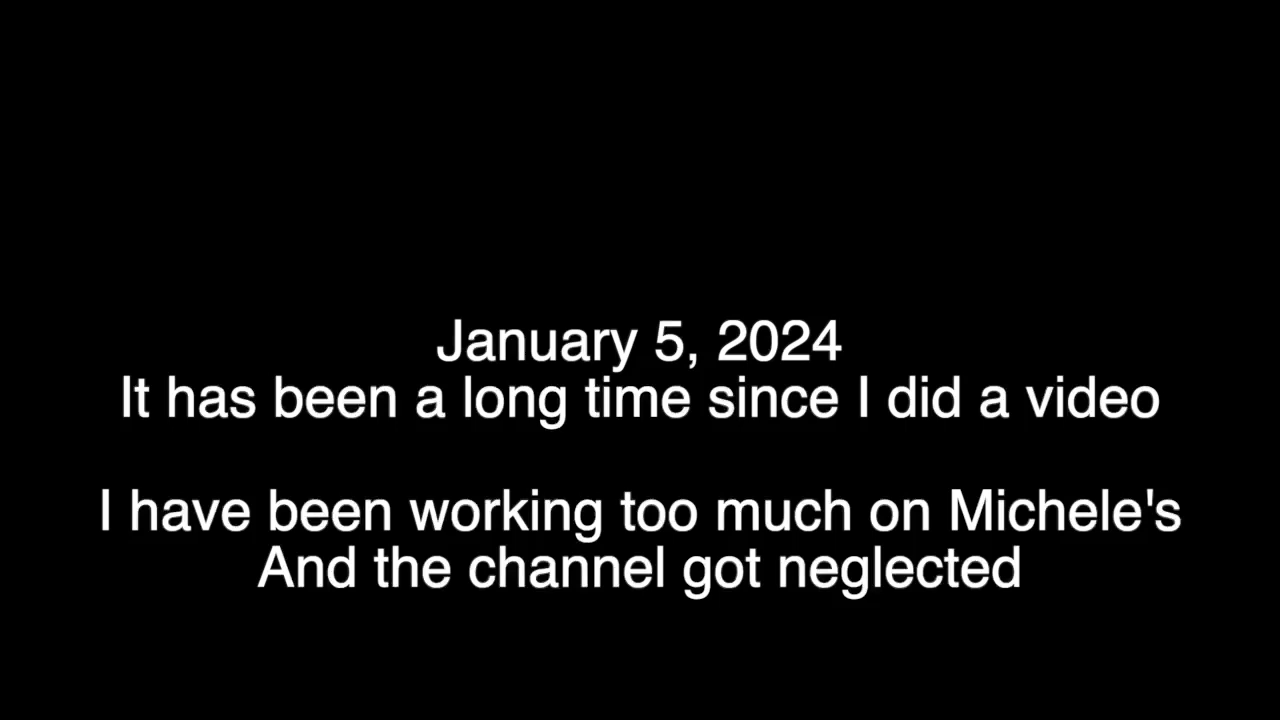 January 5, 2024
It has been a long time since I did a video
I have been working too much on Michele's
And the channel got neglected